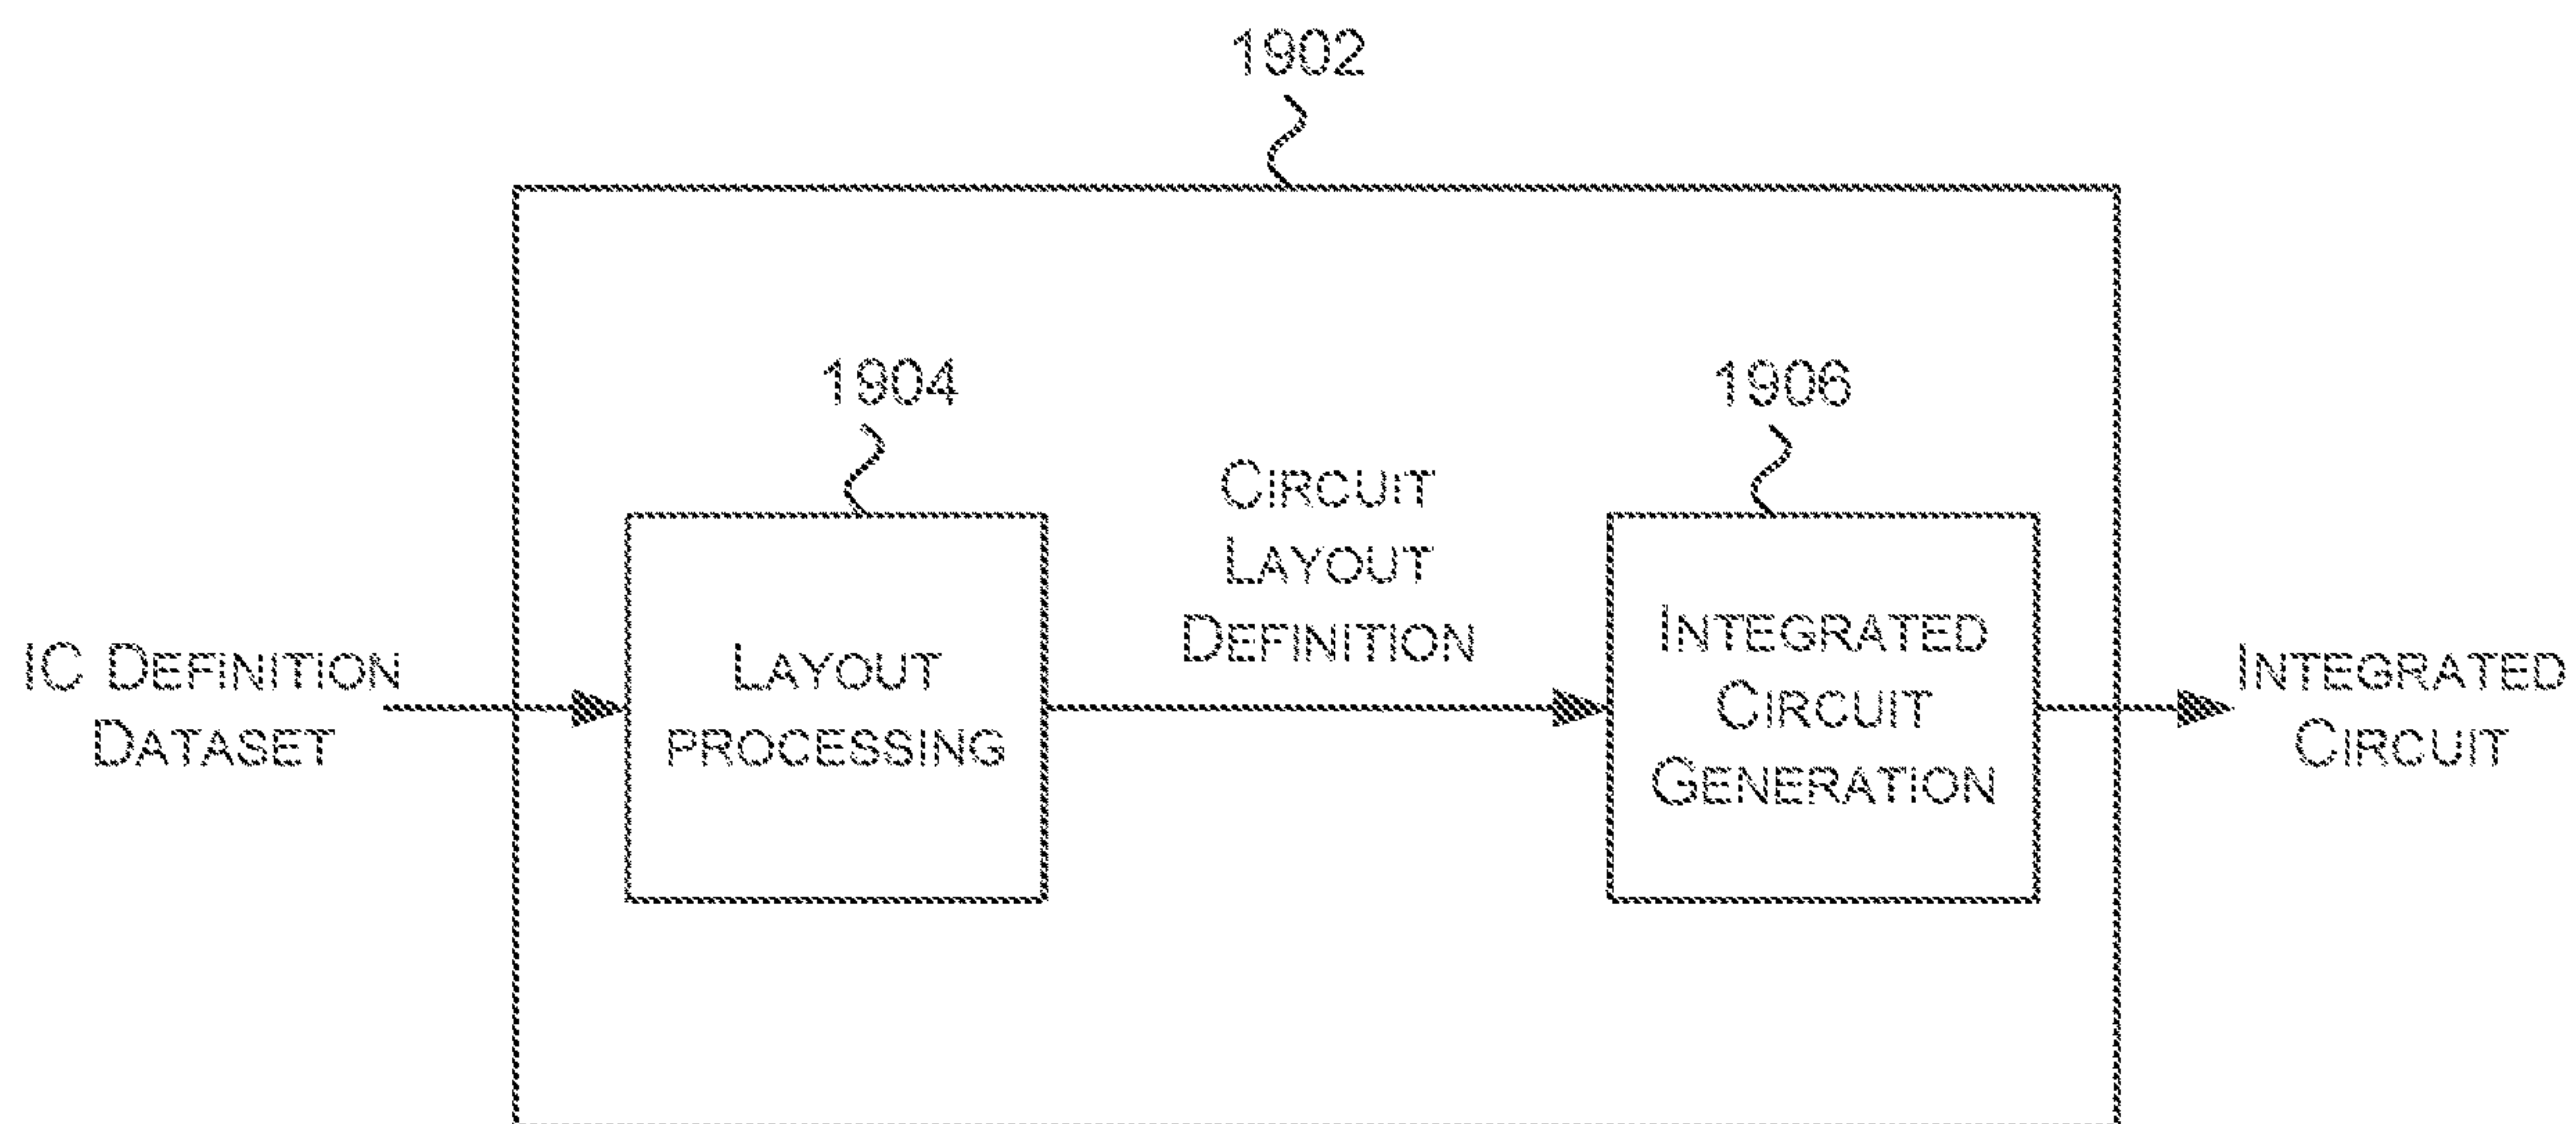 1902
1904
1906
IC DEFINITION
DATASET
LAYOUT
PROCESSING
CIRCUIT
LAYOUT
DEFINITION
INTEGRATED
CIRCUIT
GENERATION
INTEGRATED
CIRCUIT